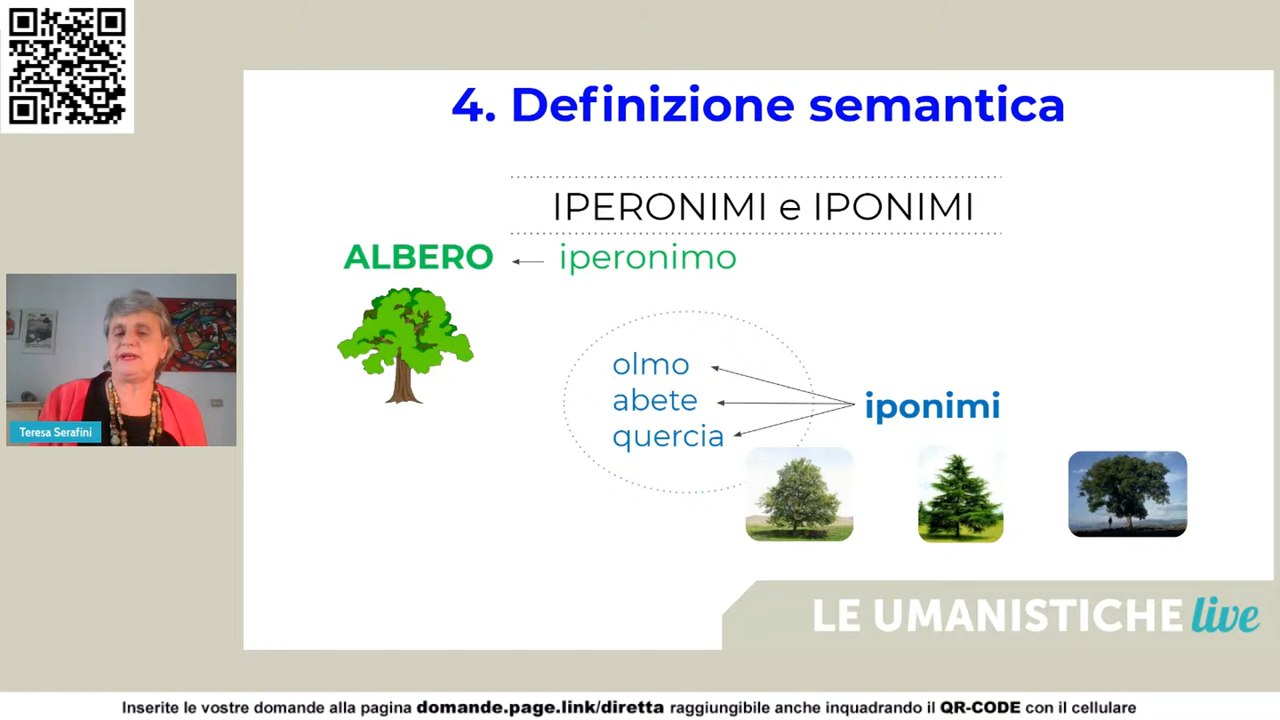 4. Definizione semantica
IPERONIMI e IPONIMI
ALBERO iperonimo
olmo
abete
iponimi
quercia
Teresa Serafini
LE UMANISTICHE live
Inserite le vostre domande alla pagina domande.page.link/diretta raggiungibile anche inquadrando il QR-CODE con il cellulare